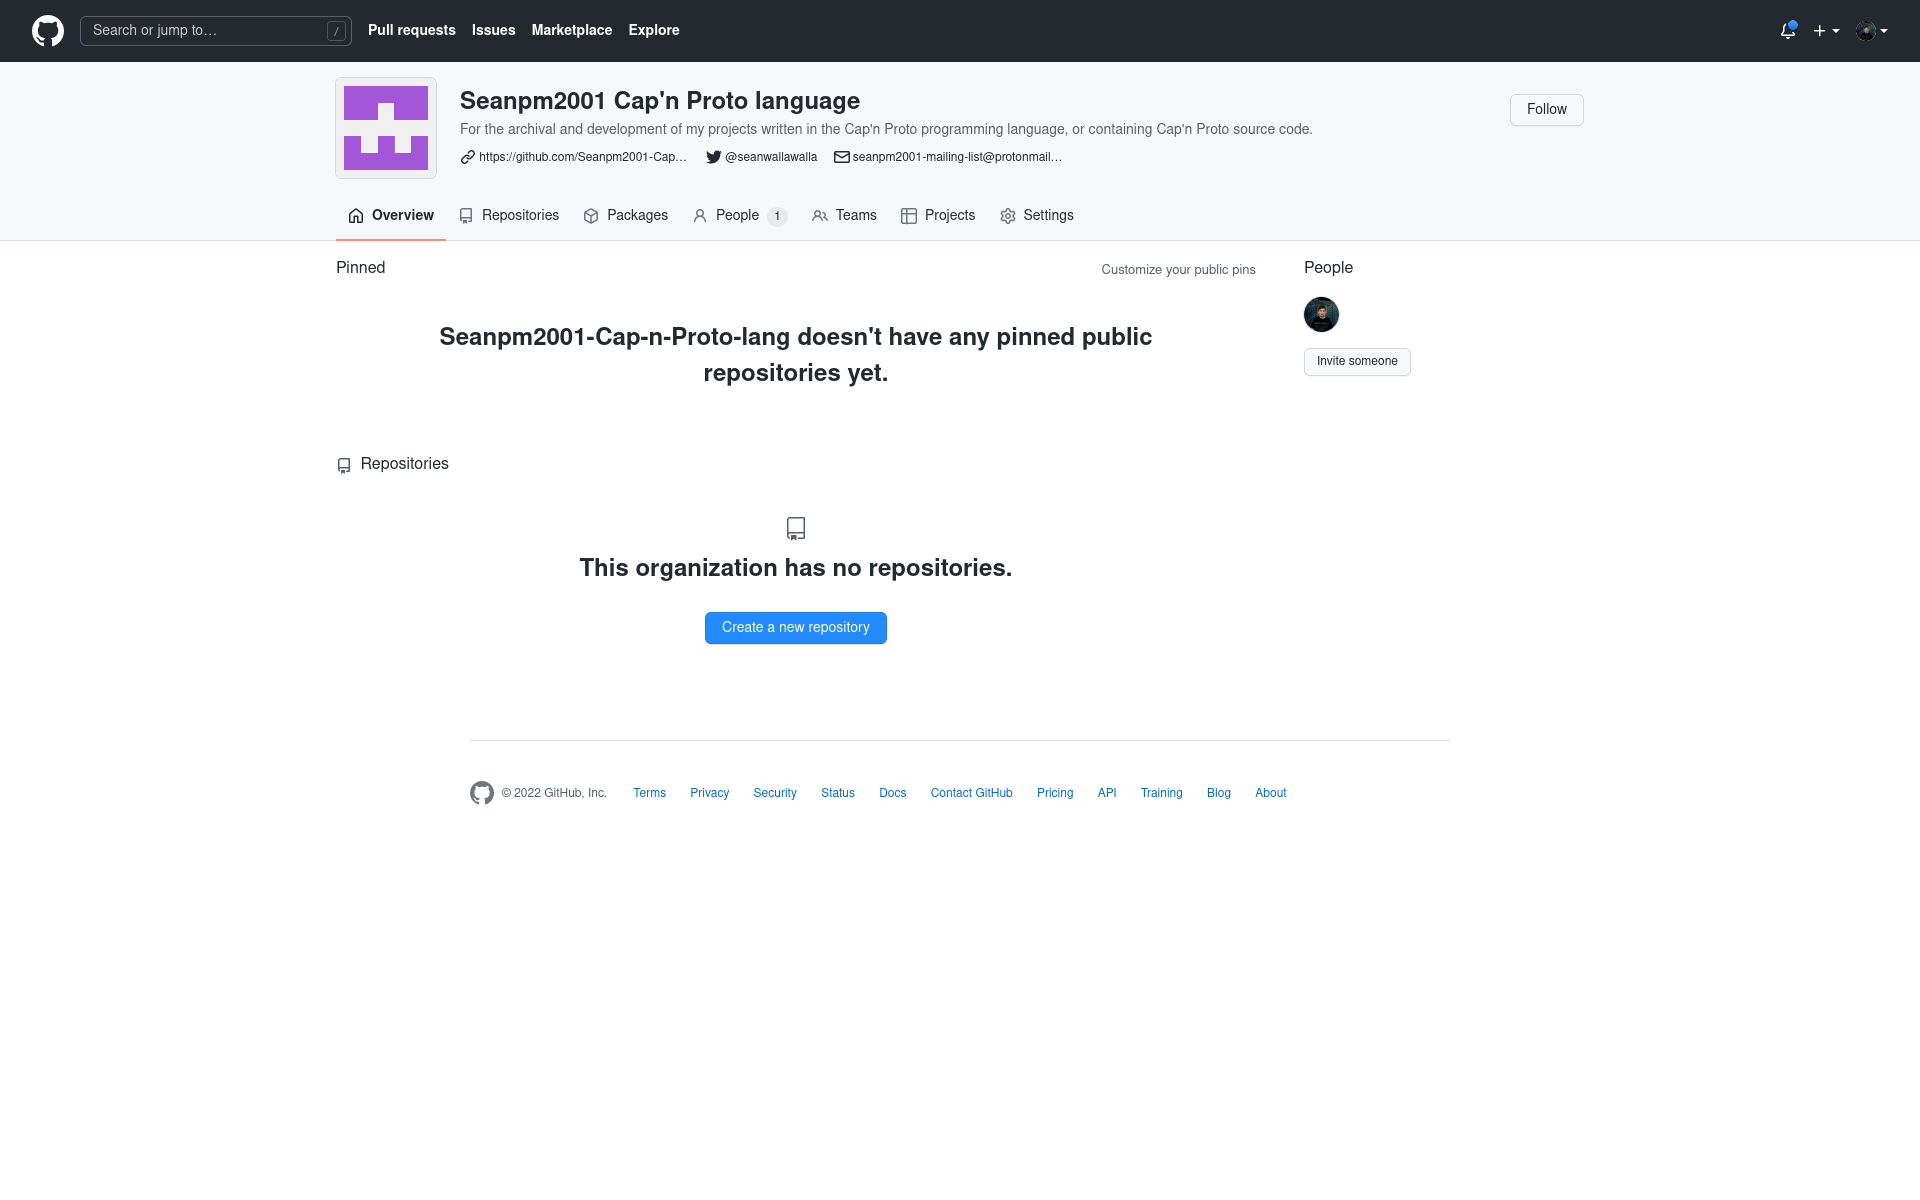 Search or jump to…
/
Pull requests
Issues
Marketplace
Explore
Seanpm2001 Cap'n Proto language
Follow
For the archival and development of my projects written in the Cap'n Proto programming language, or containing Cap'n Proto source code.
https://github.com/Seanpm2001-Cap…
@seanwallawalla
seanpm2001-mailing-list@protonmail…
Overview
Repositories
Packages
People 1
Teams
Projects
Settings
Pinned
Customize your public pins
Seanpm2001-Cap-n-Proto-lang doesn't have any pinned public
repositories yet.
People
Invite someone
Repositories
This organization has no repositories.
Create a new repository
© 2022 GitHub, Inc.
Terms
Privacy
Security
Status
Docs
Contact GitHub
Pricing
API
Training
Blog
About